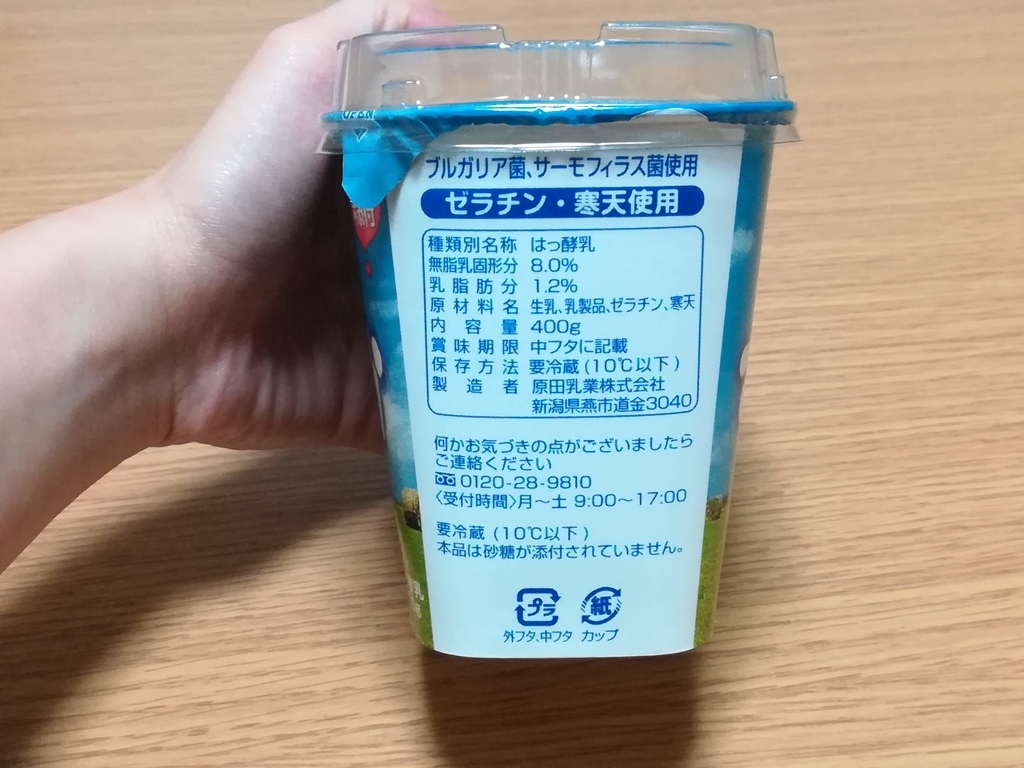 OPEN
ブルガリア菌、サーモフィラス菌使用
ゼラチン・寒天使用
種類別名称 はっ酵乳
無脂乳固形分 8.0%
乳脂肪分 1.2%
原材料名 生乳、乳製品、ゼラチン、寒天
内容量 400g
賞味期限 中フタに記載
保存方法 要冷蔵(10℃以下)
製造者 原田乳業株式会社
新潟県燕市道金3040
何かお気づきの点がございましたら
ご連絡ください
0120-28-9810
〈受付時間〉月〜土 9:00〜17:00
要冷蔵(10℃以下)
本品は砂糖が添付されていません。
プラ 紙
外フタ、中フタ カップ